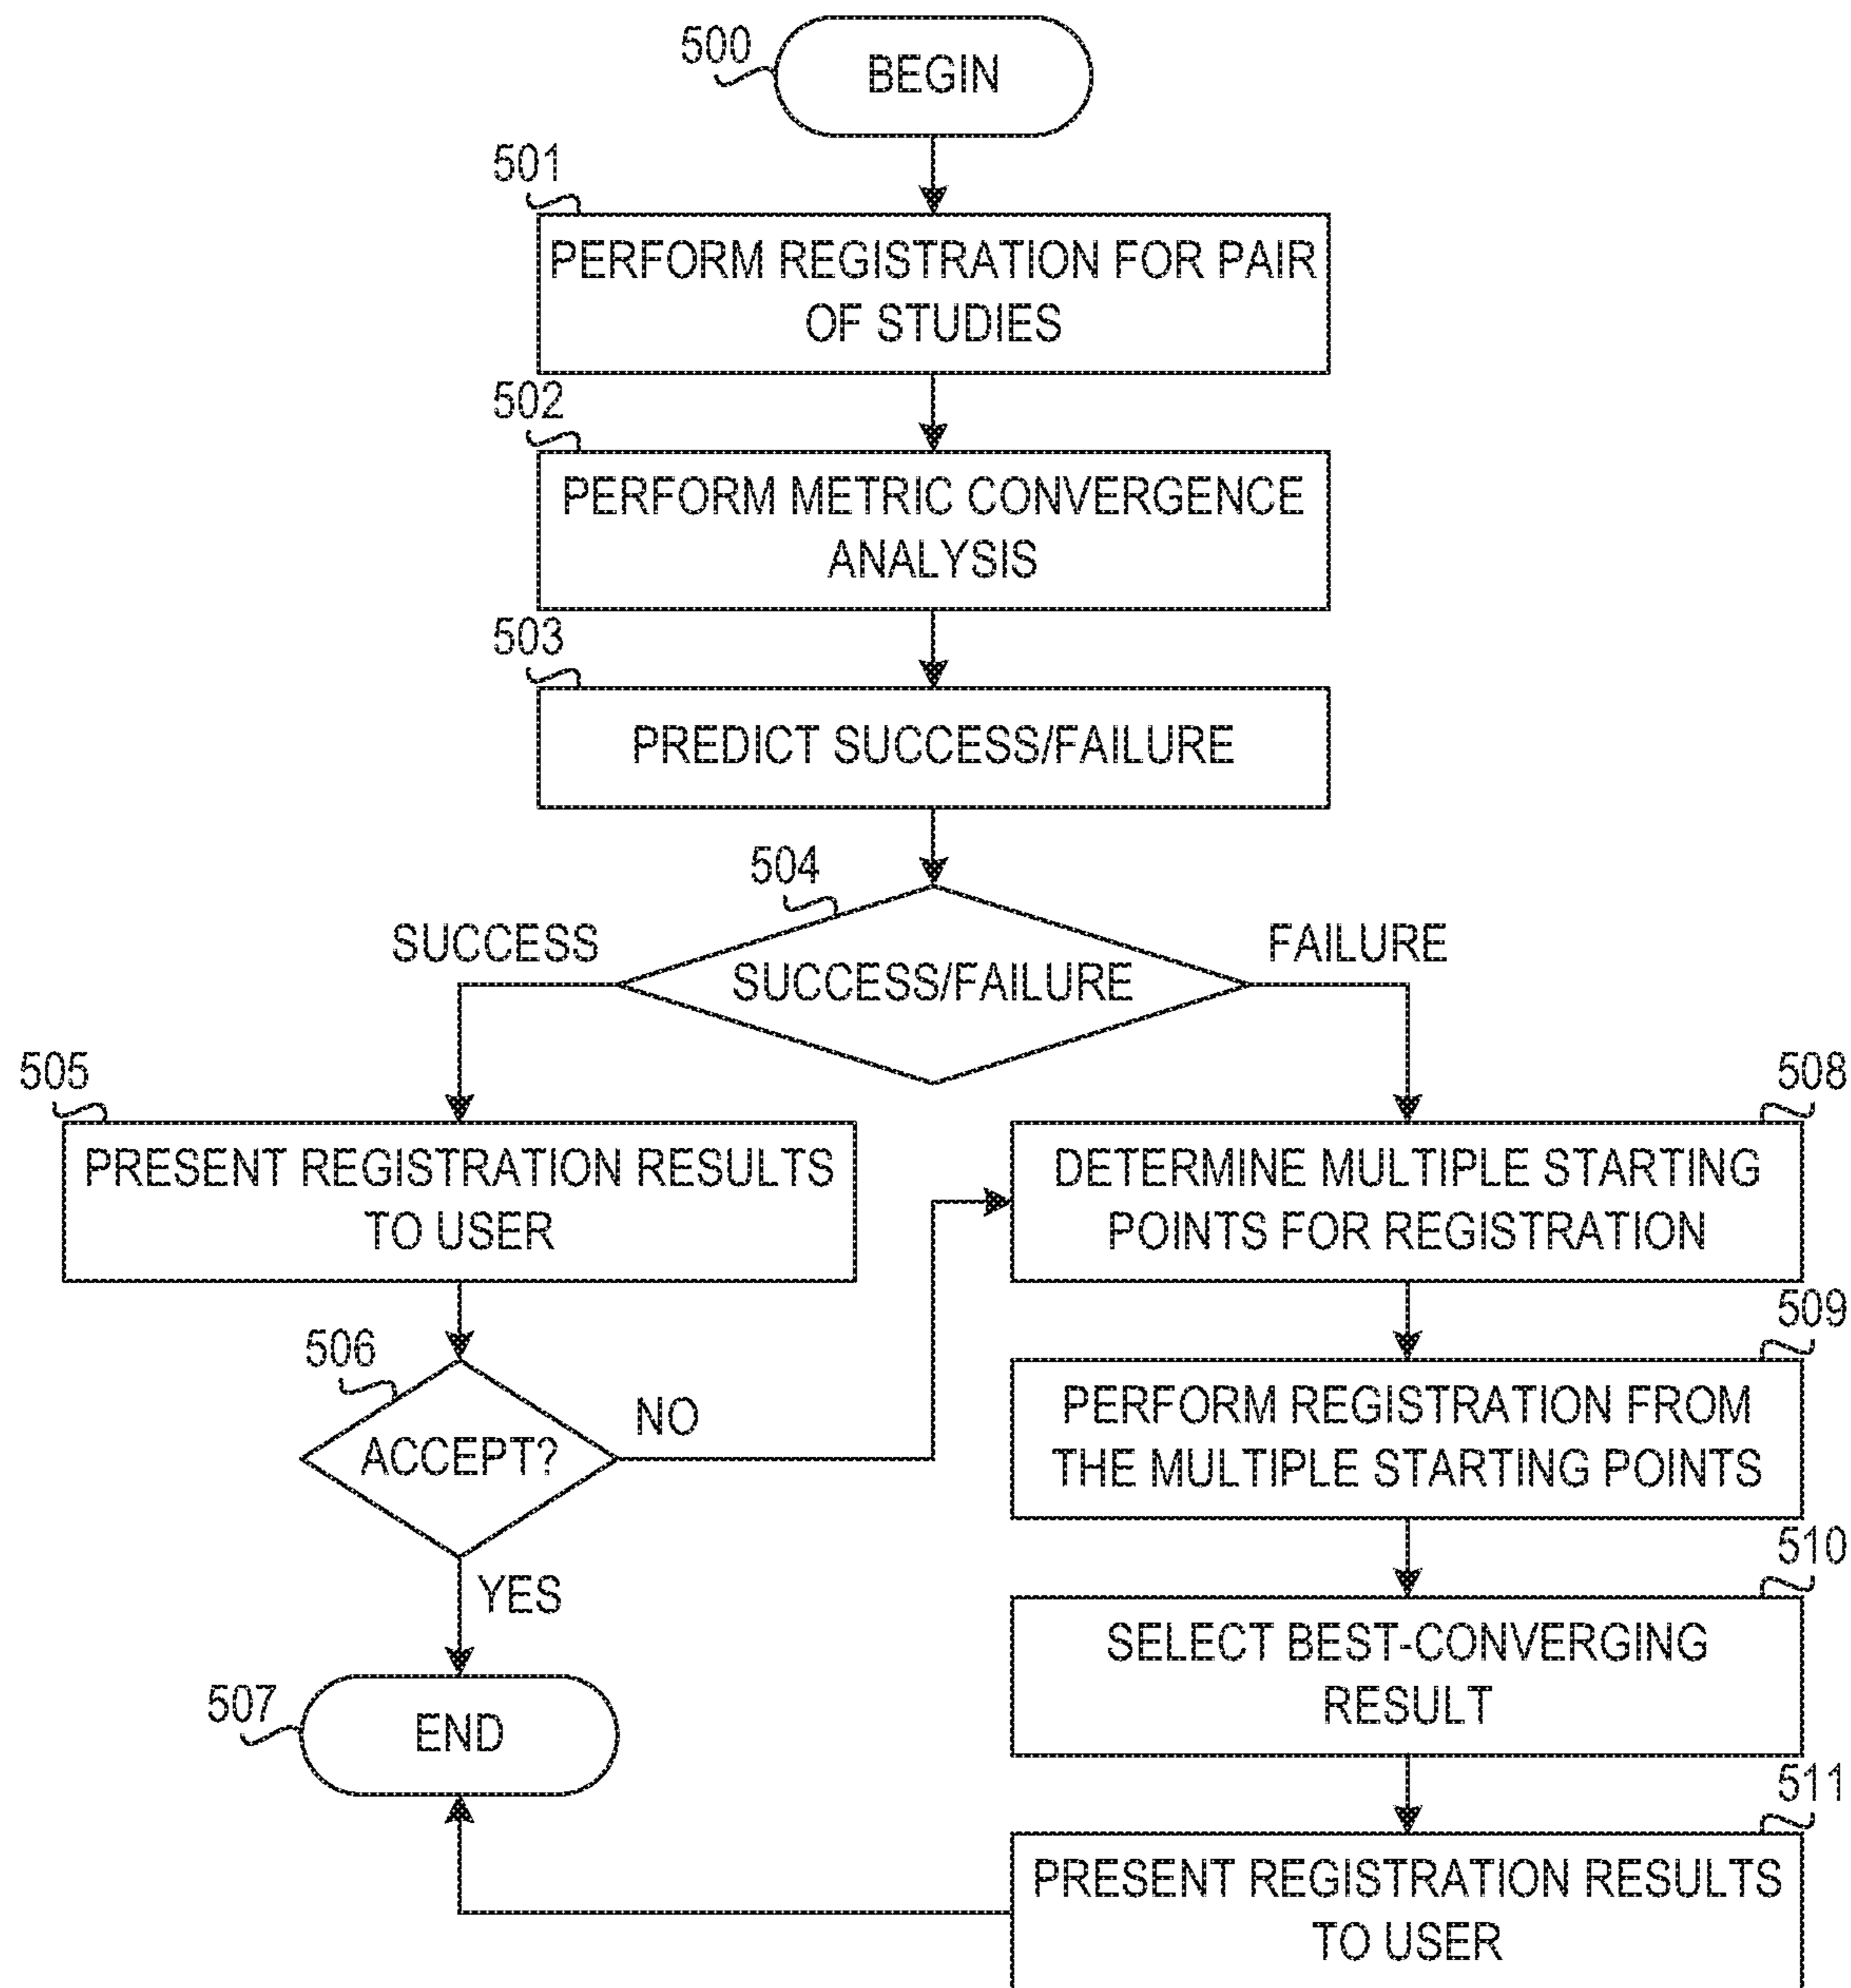 500
BEGIN
501
PERFORM REGISTRATION FOR PAIR
OF STUDIES
502
PERFORM METRIC CONVERGENCE
ANALYSIS
503
PREDICT SUCCESS/FAILURE
504
SUCCESS
SUCCESS/FAILURE
FAILURE
505
PRESENT REGISTRATION RESULTS
TO USER
506
ACCEPT?
NO
YES
507
END
508
DETERMINE MULTIPLE STARTING
POINTS FOR REGISTRATION
509
PERFORM REGISTRATION FROM
THE MULTIPLE STARTING POINTS
510
SELECT BEST-CONVERGING
RESULT
511
PRESENT REGISTRATION RESULTS
TO USER